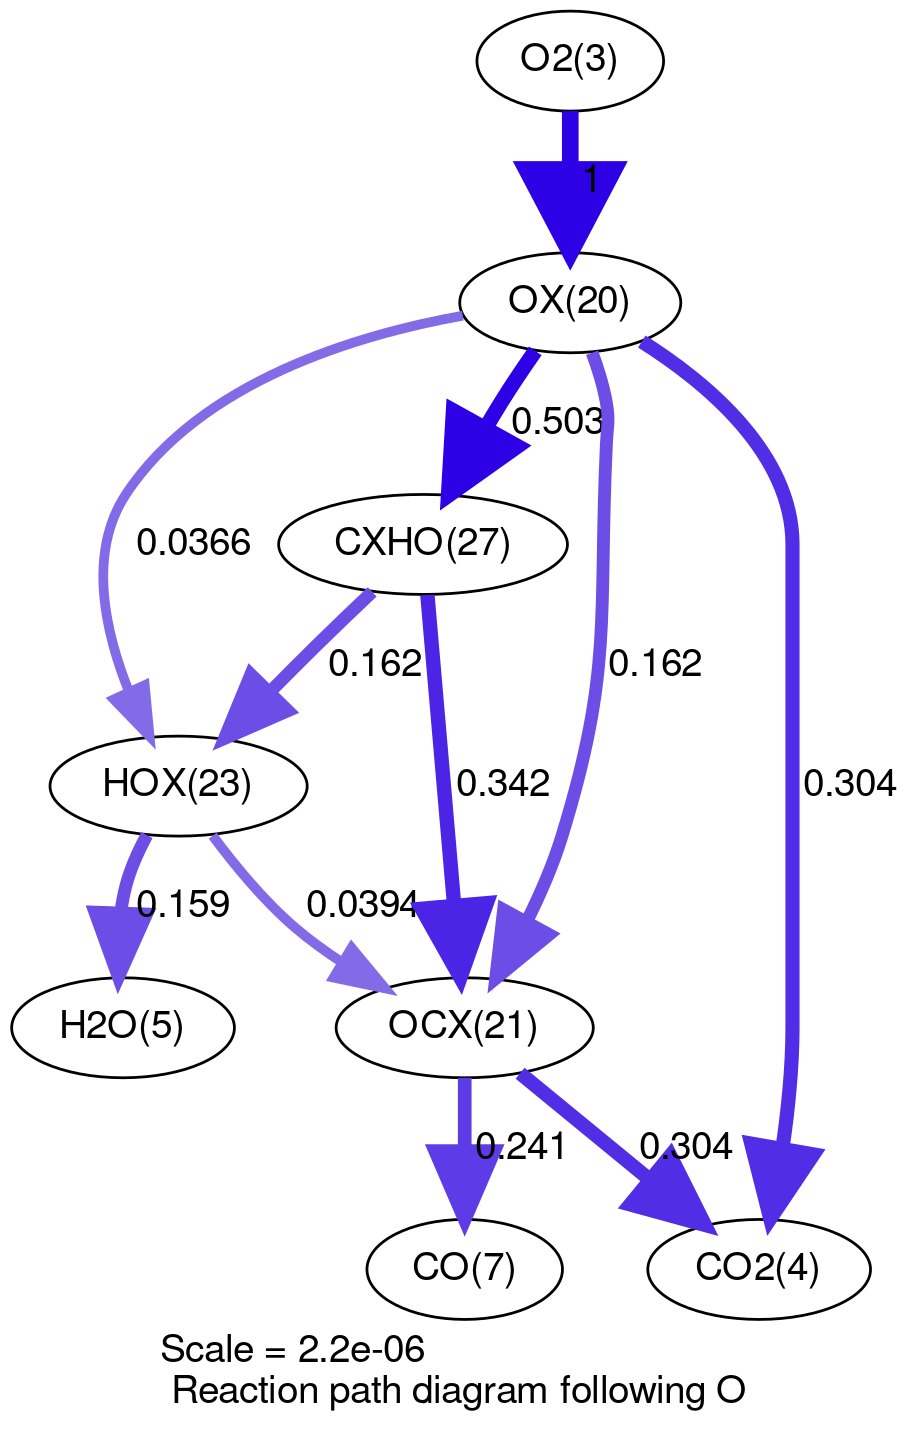 O2(3)
1
OX(20)
0.503
0.0366
CXHO(27)
0.162
0.162
HOX(23)
0.342
0.304
0.159
0.0394
H2O(5)
OCX(21)
0.241
0.304
CO(7)
CO2(4)
Scale = 2.2e-06
Reaction path diagram following O